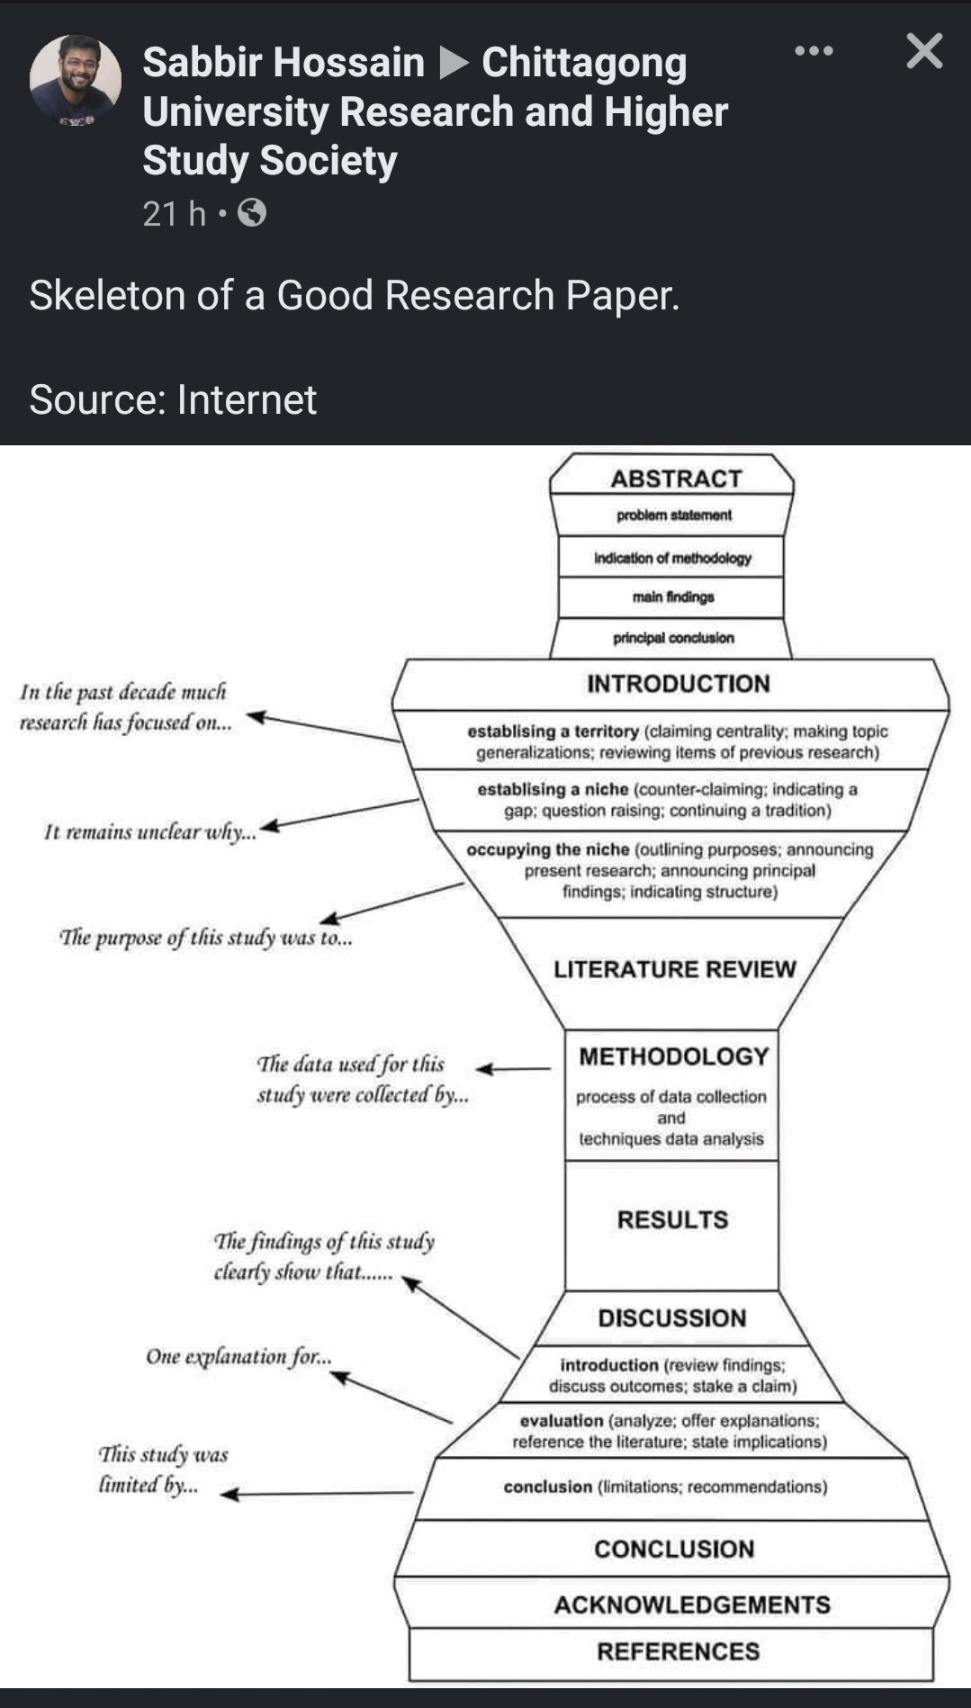 Sabbir Hossain ▶ Chittagong
University Research and Higher
Study Society
21 h •
Skeleton of a Good Research Paper.
Source: Internet
ABSTRACT
problem statement
indication of methodology
main findings
principal conclusion
INTRODUCTION
In the past decade much
research has focused on...
establising a territory (claiming centrality; making topic
generalizations; reviewing items of previous research)
establising a niche (counter-claiming; indicating a
gap; question raising; continuing a tradition)
It remains unclear why...
occupying the niche (outlining purposes; announcing
present research; announcing principal
findings; indicating structure)
The purpose of this study was to...
LITERATURE REVIEW
METHODOLOGY
The data used for this
study were collected by...
process of data collection
and
techniques data analysis
RESULTS
The findings of this study
clearly show that......
DISCUSSION
introduction (review findings;
discuss outcomes; stake a claim)
One explanation for...
evaluation (analyze; offer explanations;
reference the literature; state implications)
This study was
limited by...
conclusion (limitations; recommendations)
CONCLUSION
ACKNOWLEDGEMENTS
REFERENCES